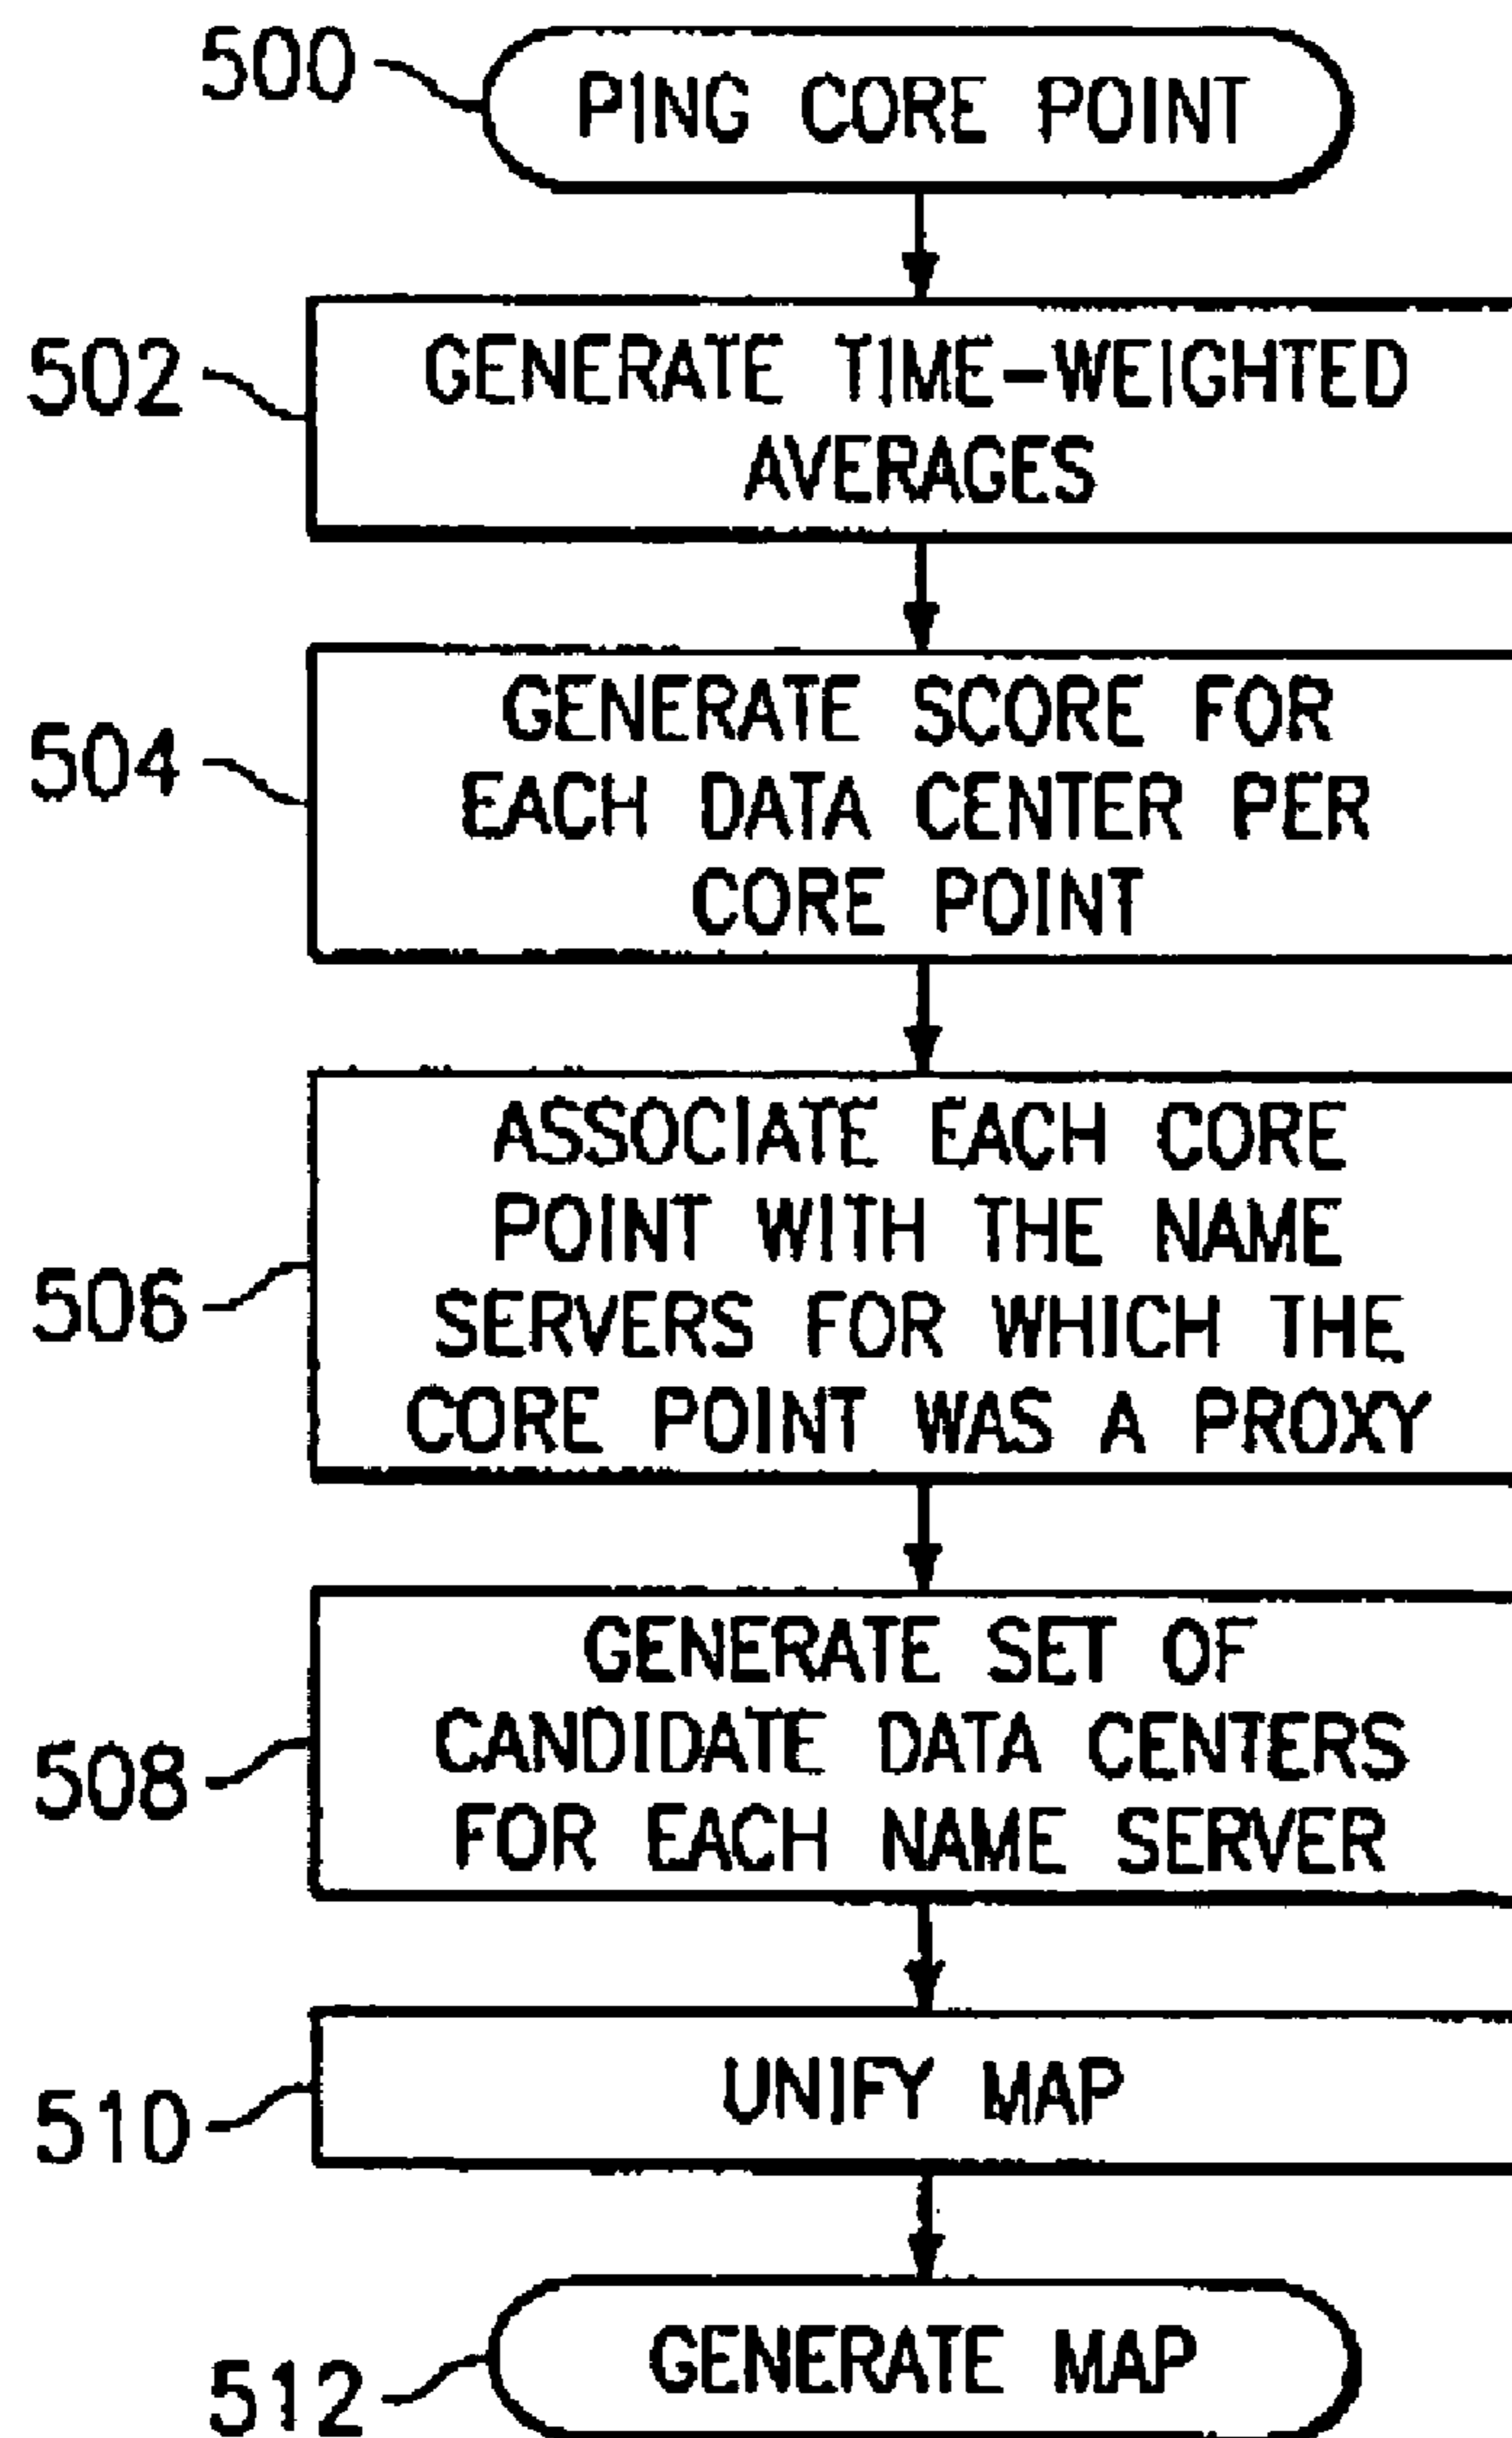 500
PING CORE POINT
502
GENERATE TIME-WEIGHTED
AVERAGES
504
GENERATE SCORE FOR
EACH DATA CENTER PER
CORE POINT
506
ASSOCIATE EACH CORE
POINT WITH THE NAME
SERVERS FOR WHICH THE
CORE POINT WAS A PROXY
508
GENERATE SET OF
CANDIDATE DATA CENTERS
FOR EACH NAME SERVER
510
UNIFY MAP
512
GENERATE MAP